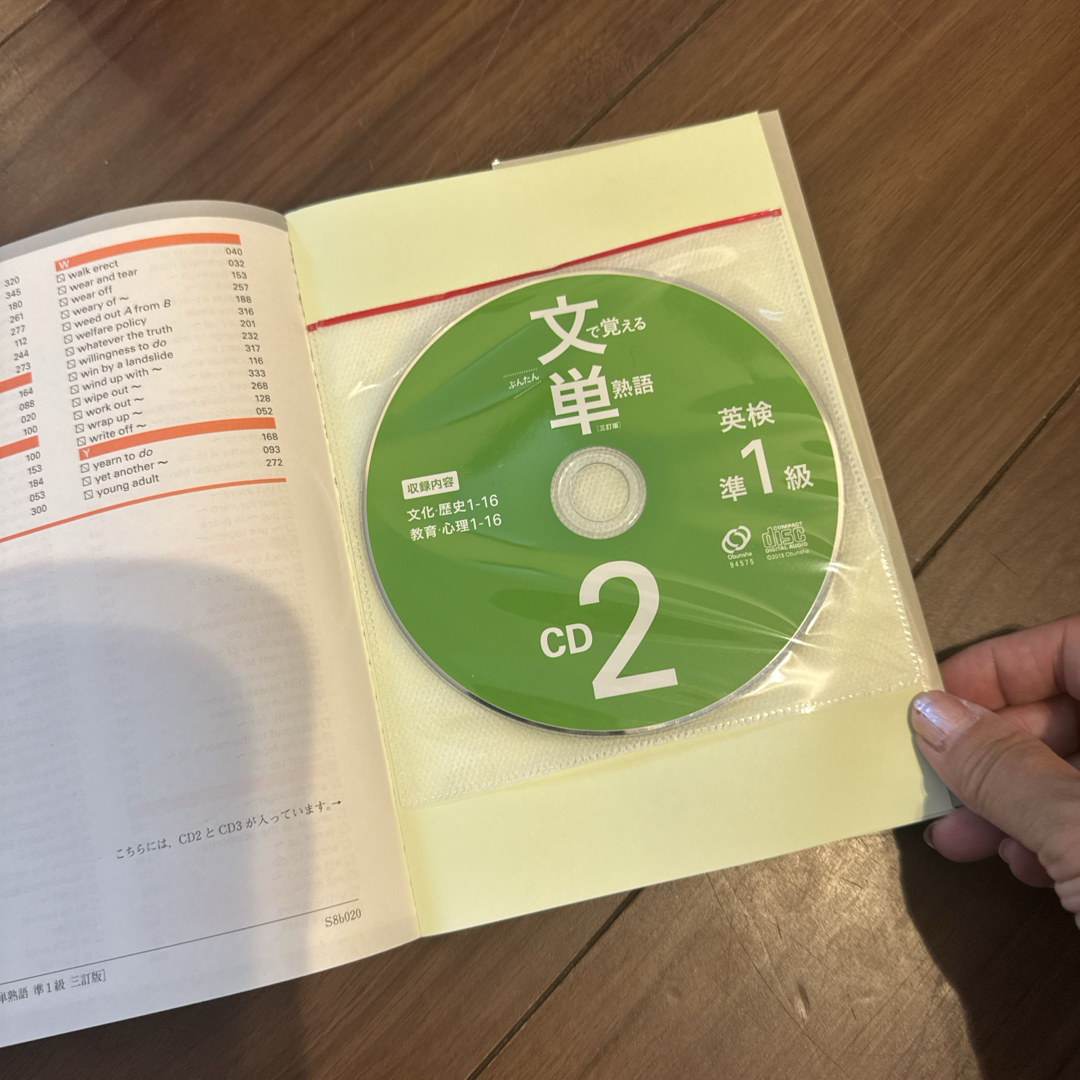 320
345
180
261
277
112
244
273
164
088
020
100
100
153
184
053
300
W
walk erect 040
wear and tear 032
wear off 153
weary of ~ 257
weed out A from B 188
welfare policy 316
whatever the truth 201
willingness to do 232
win by a landslide 317
wind up with ~ 116
wipe out ~ 333
work out ~ 268
wrap up ~ 128
write off ~ 052
Y
yearn to do 168
yet another ~ 093
young adult 272
こちらには，CD2とCD3が入っています。→
S8b020
単熟語 準1級 三訂版]
文で覚える
ぶんたん
単熟語
[三訂版]
英検
準1級
収録内容
文化・歴史1-16
教育・心理1-16
Obunsha
94575
COMPACT
disc
DIGITAL AUDIO
©2013 Obunsha
CD2